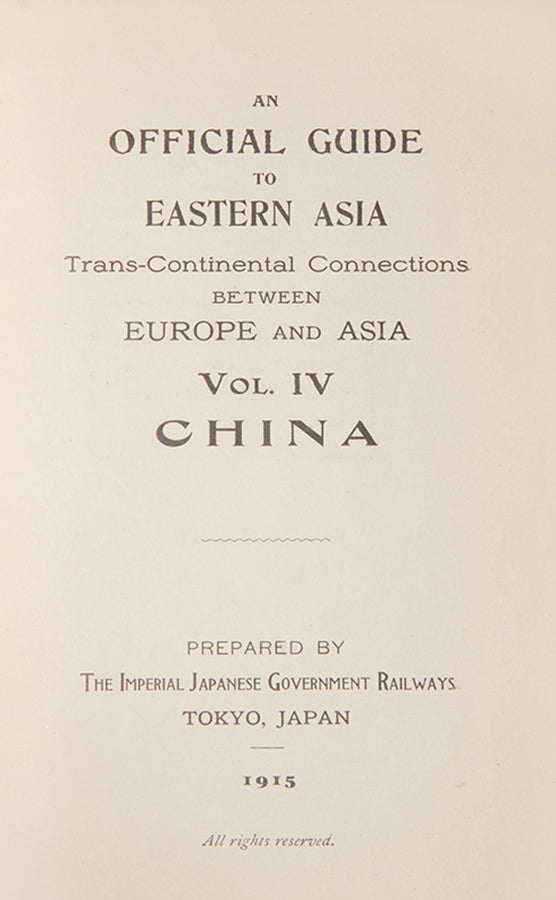 AN
OFFICIAL GUIDE
TO
EASTERN ASIA
Trans-Continental Connections
BETWEEN
EUROPE AND ASIA
VOL. IV
CHINA
PREPARED BY
THE IMPERIAL JAPANESE GOVERNMENT RAILWAYS
TOKYO, JAPAN
1915
All rights reserved.